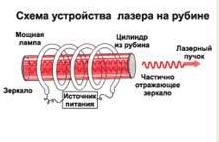 Схема устройства лазера на рубине
Мощная
лампа
Цилиндр
из рубина
Лазерный
пучок
Зеркало
Источник
питания
Частично
отражающее
зеркало